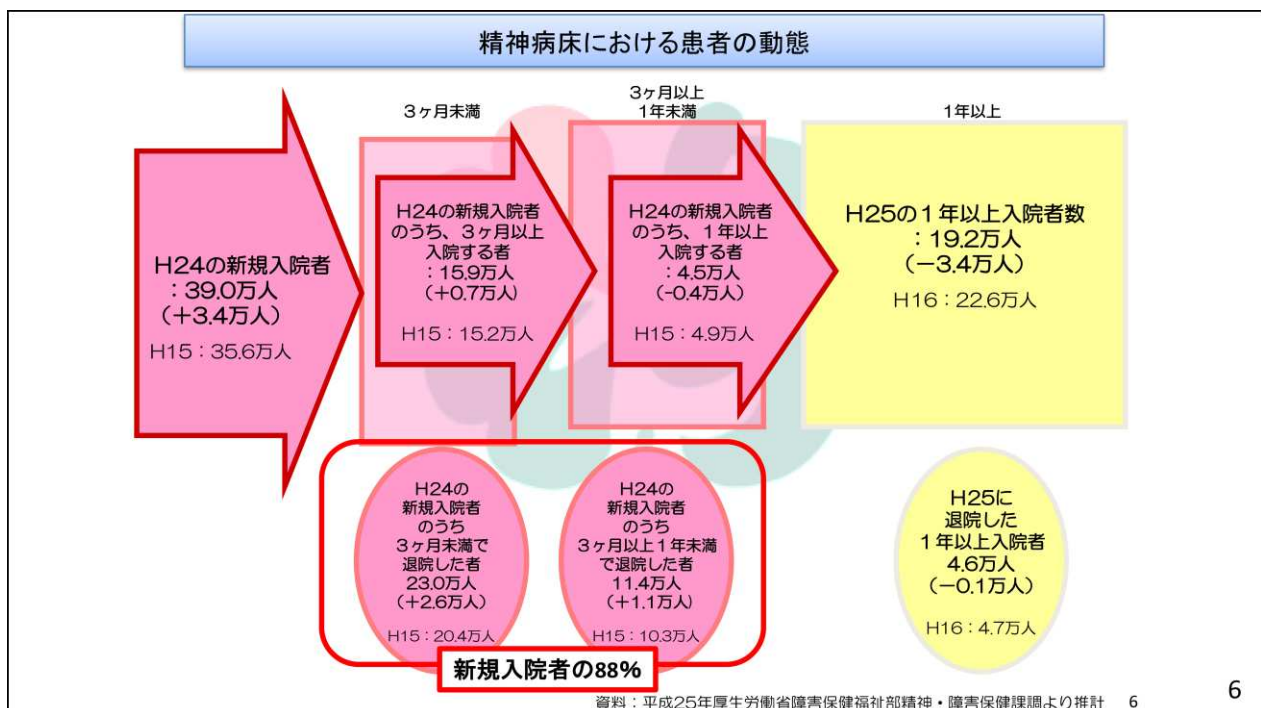 精神病床における患者の動態
3ヶ月未満
3ヶ月以上
1年未満
1年以上
H24の新規入院者
:39.0万人
(+3.4万人)
H15:35.6万人
H24の新規入院者
のうち、3ヶ月以上
入院する者
:15.9万人
(+0.7万人)
H15:15.2万人
H24の新規入院者
のうち、1年以上
入院する者
:4.5万人
(-0.4万人)
H15:4.9万人
H25の1年以上入院者数
:19.2万人
(-3.4万人)
H16:22.6万人
H24の
新規入院者
のうち
3ヶ月未満で
退院した者
23.0万人
(+2.6万人)
H15:20.4万人
H24の
新規入院者
のうち
3ヶ月以上1年未満
で退院した者
11.4万人
(+1.1万人)
H15:10.3万人
H25に
退院した
1年以上入院者
4.6万人
(-0.1万人)
H16:4.7万人
新規入院者の88%
資料:平成25年厚生労働省障害保健福祉部精神・障害保健課調より推計 6
6